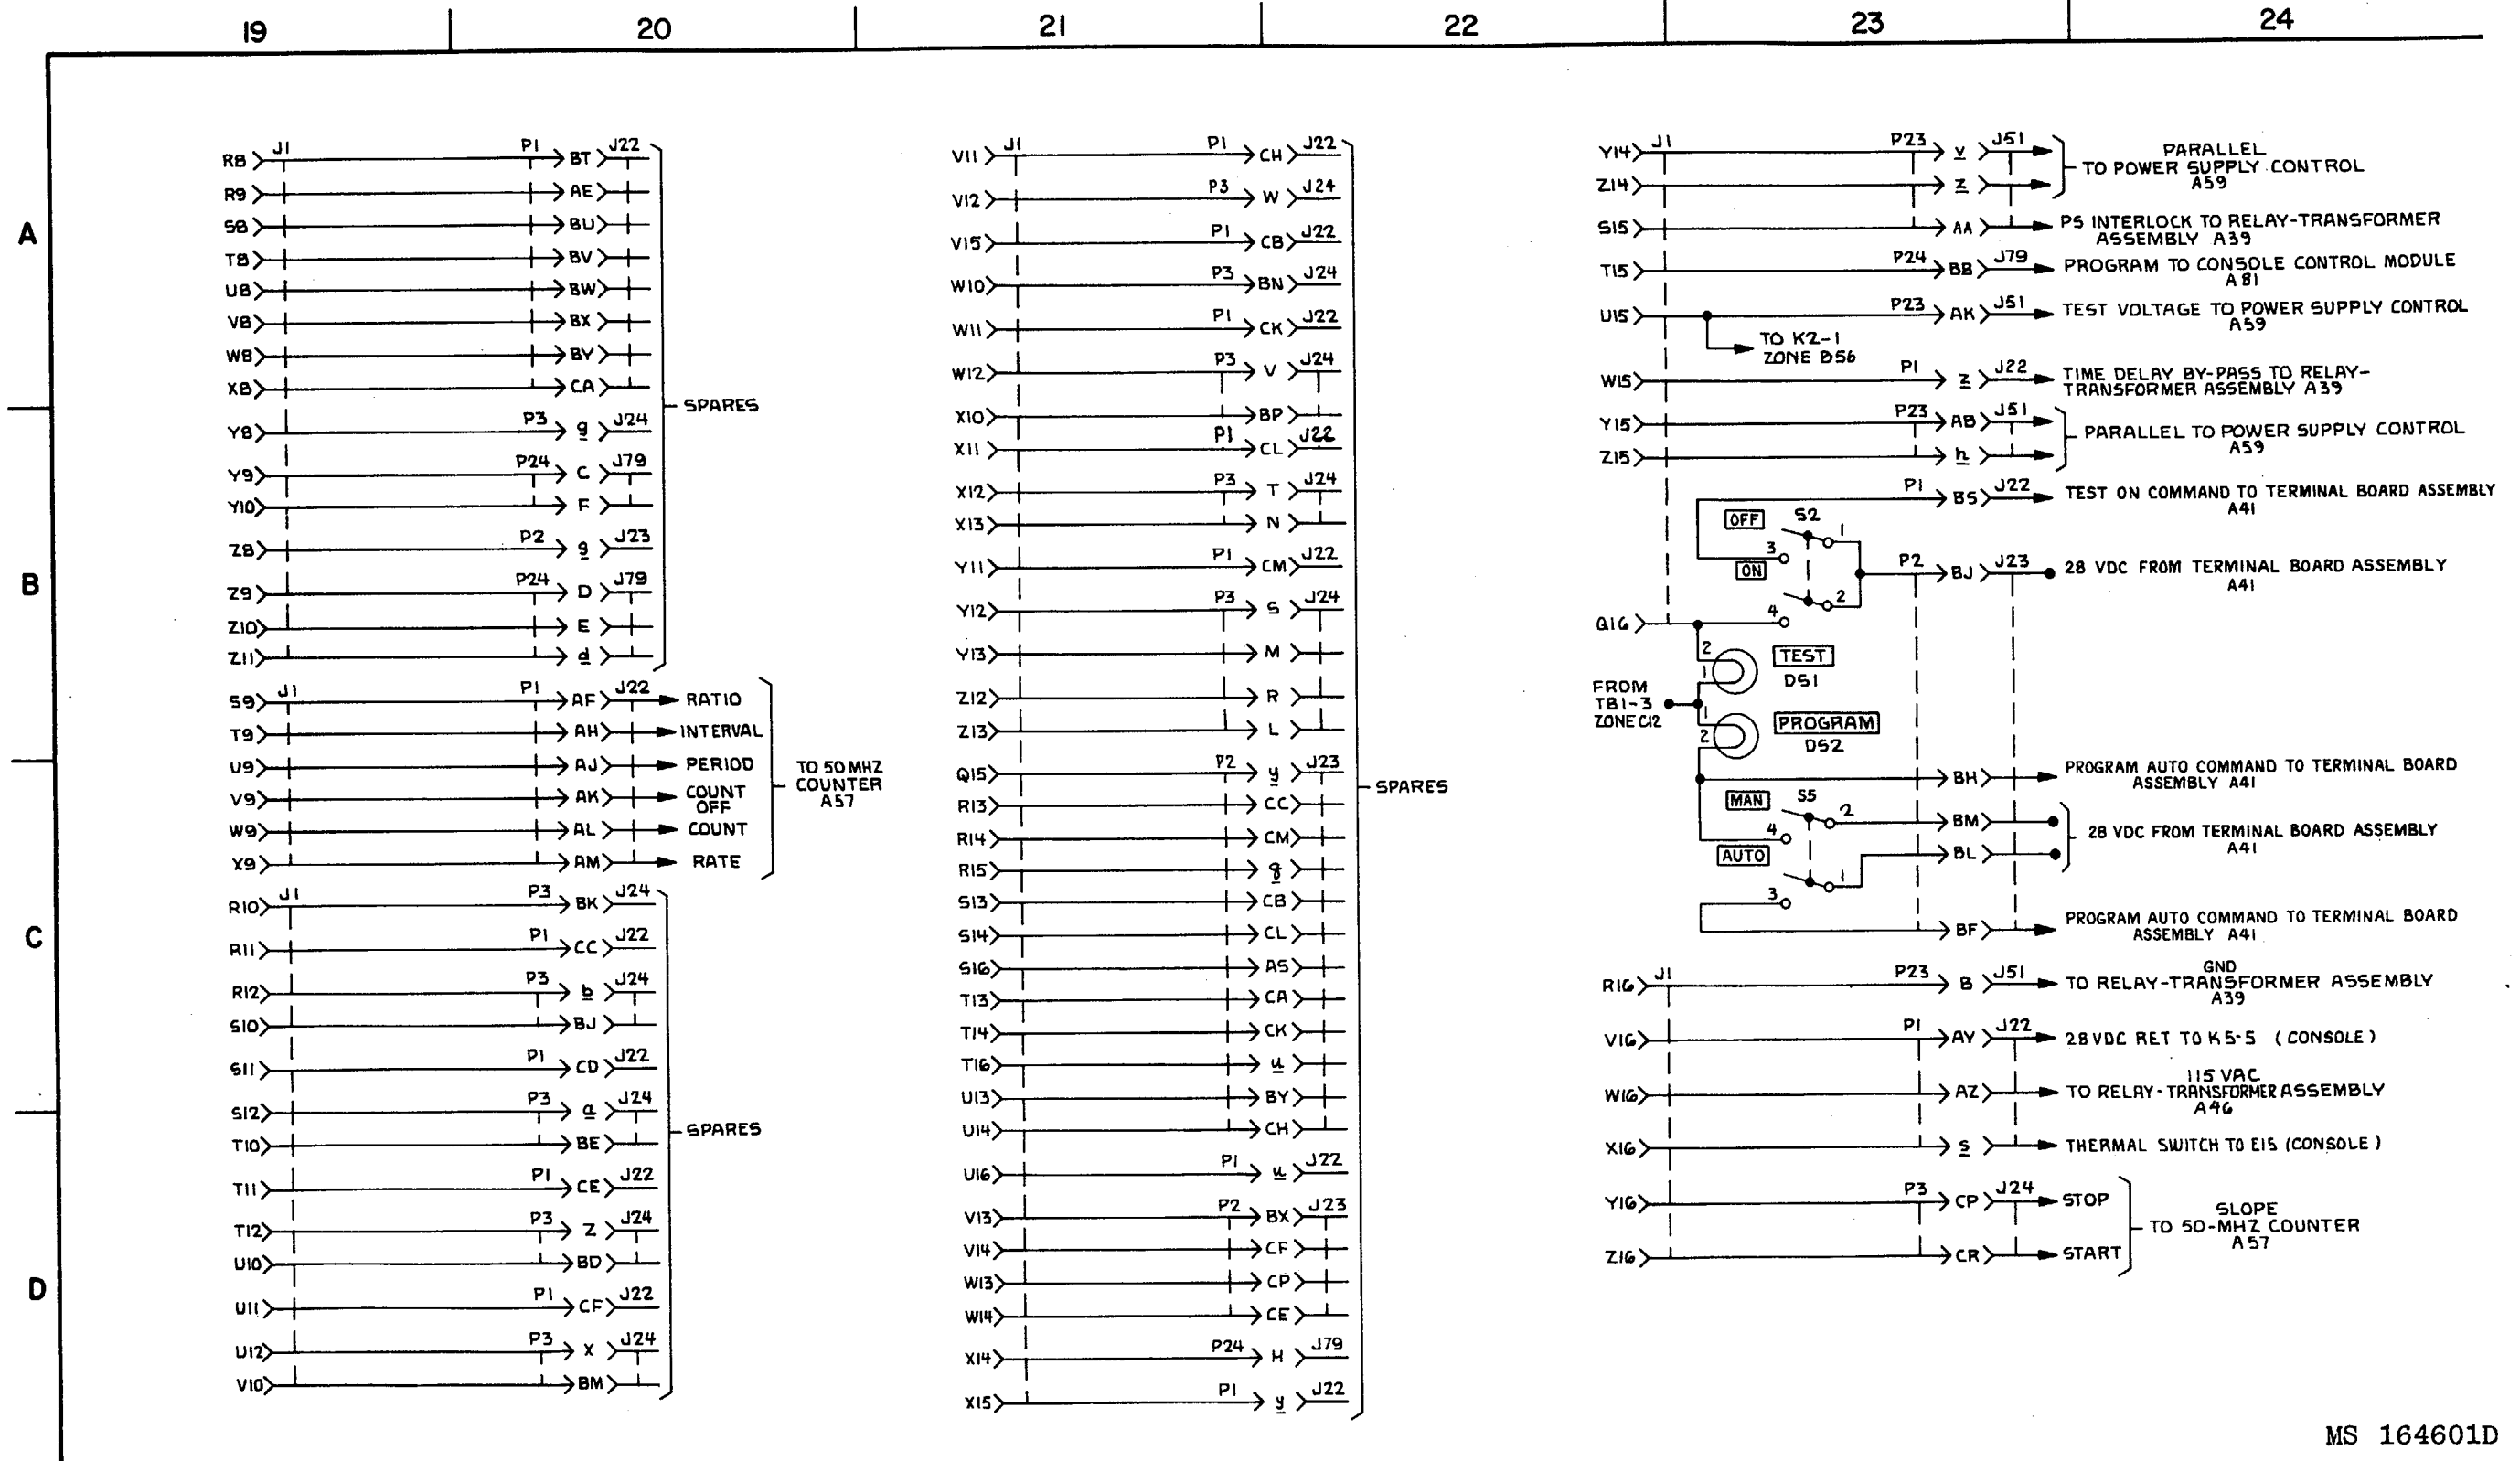 19 20 21 22 23 24
A
B
C
D
R8 J1 P1 BT J22
R9 AE
S8 BU
T8 BV
U8 BW
V8 BX
W8 BY
X8 CA
Y8 P3 g J24
Y9 P24 C J79
Y10 F
Z8 P2 g J23
Z9 P24 D J79
Z10 E
Z11 d
SPARES
S9 J1 P1 AF J22 RATIO
T9 AH INTERVAL
U9 AJ PERIOD
V9 AK COUNT
OFF
W9 AL COUNT
X9 AM RATE
TO 50 MHZ
COUNTER
A57
R10 J1 P3 BK J24
R11 P1 CC J22
R12 P3 b J24
S10 BJ
S11 P1 CD J22
S12 P3 a J24
T10 BE
T11 P1 CE J22
T12 P3 Z J24
U10 BD
U11 P1 CF J22
U12 P3 X J24
V10 BM
SPARES
V11 J1 P1 CH J22
V12 P3 W J24
V15 P1 CB J22
W10 P3 BN J24
W11 P1 CK J22
W12 P3 V J24
X10 BP
X11 P1 CL J22
X12 P3 T J24
X13 N
Y11 P1 CM J22
Y12 P3 S J24
Y13 M
Z12 R
Z13 L
Q15 P2 y J23
R13 CC
R14 CM
R15 q
S13 CB
S14 CL
S16 AS
T13 CA
T14 CK
T16 u
U13 BY
U14 CH
U16 P1 u J22
V13 P2 BX J23
V14 CF
W13 CP
W14 CE
X14 P24 H J79
X15 P1 y J22
SPARES
Y14 J1 P23 v J51
Z14 z
PARALLEL
TO POWER SUPPLY CONTROL
A59
S15 AA PS INTERLOCK TO RELAY-TRANSFORMER
ASSEMBLY A39
T15 P24 BB J79 PROGRAM TO CONSOLE CONTROL MODULE
A81
U15 P23 AK J51 TEST VOLTAGE TO POWER SUPPLY CONTROL
A59
TO K2-1
ZONE B56
W15 P1 z J22 TIME DELAY BY-PASS TO RELAY-
TRANSFORMER ASSEMBLY A39
Y15 P23 AB J51
Z15 h
PARALLEL TO POWER SUPPLY CONTROL
A59
P1 BS J22 TEST ON COMMAND TO TERMINAL BOARD ASSEMBLY
A41
OFF S2 1
3
ON
P2 BJ J23 28 VDC FROM TERMINAL BOARD ASSEMBLY
A41
2
4
Q16
2
1
TEST
DS1
FROM
TB1-3
ZONE C12
1
2
PROGRAM
DS2
BH PROGRAM AUTO COMMAND TO TERMINAL BOARD
ASSEMBLY A41
MAN S5 2
4
BM
AUTO
BL
28 VDC FROM TERMINAL BOARD ASSEMBLY
A41
1
3
BF PROGRAM AUTO COMMAND TO TERMINAL BOARD
ASSEMBLY A41
R16 J1 P23 B J51 GND
TO RELAY-TRANSFORMER ASSEMBLY
A39
V16 P1 AY J22 28VDC RET TO K5-5 (CONSOLE)
W16 AZ 115 VAC
TO RELAY-TRANSFORMER ASSEMBLY
A46
X16 s THERMAL SWITCH TO E15 (CONSOLE)
Y16 P3 CP J24 STOP
Z16 CR START
SLOPE
TO 50-MHZ COUNTER
A57
MS 164601D